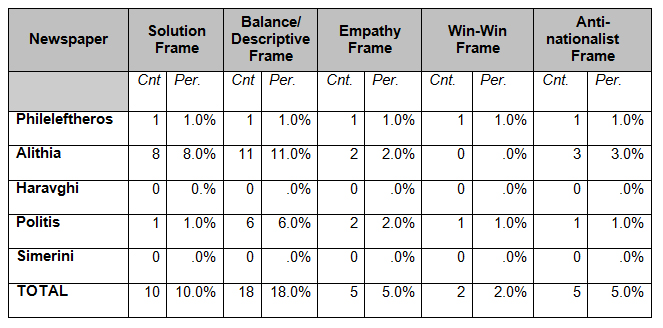 Newspaper Solution Frame Balance/ Descriptive Frame Empathy Frame Win-Win Frame Anti- nationalist Frame
Cnt Per. Cnt Per. Cnt. Per. Cnt. Per. Cnt. Per.
Phileleftheros 1 1.0% 1 1.0% 1 1.0% 1 1.0% 1 1.0%
Alithia 8 8.0% 11 11.0% 2 2.0% 0 .0% 3 3.0%
Haravghi 0 0.% 0 .0% 0 .0% 0 .0% 0 .0%
Politis 1 1.0% 6 6.0% 2 2.0% 1 1.0% 1 1.0%
Simerini 0 .0% 0 .0% 0 .0% 0 .0% 0 .0%
TOTAL 10 10.0% 18 18.0% 5 5.0% 2 2.0% 5 5.0%